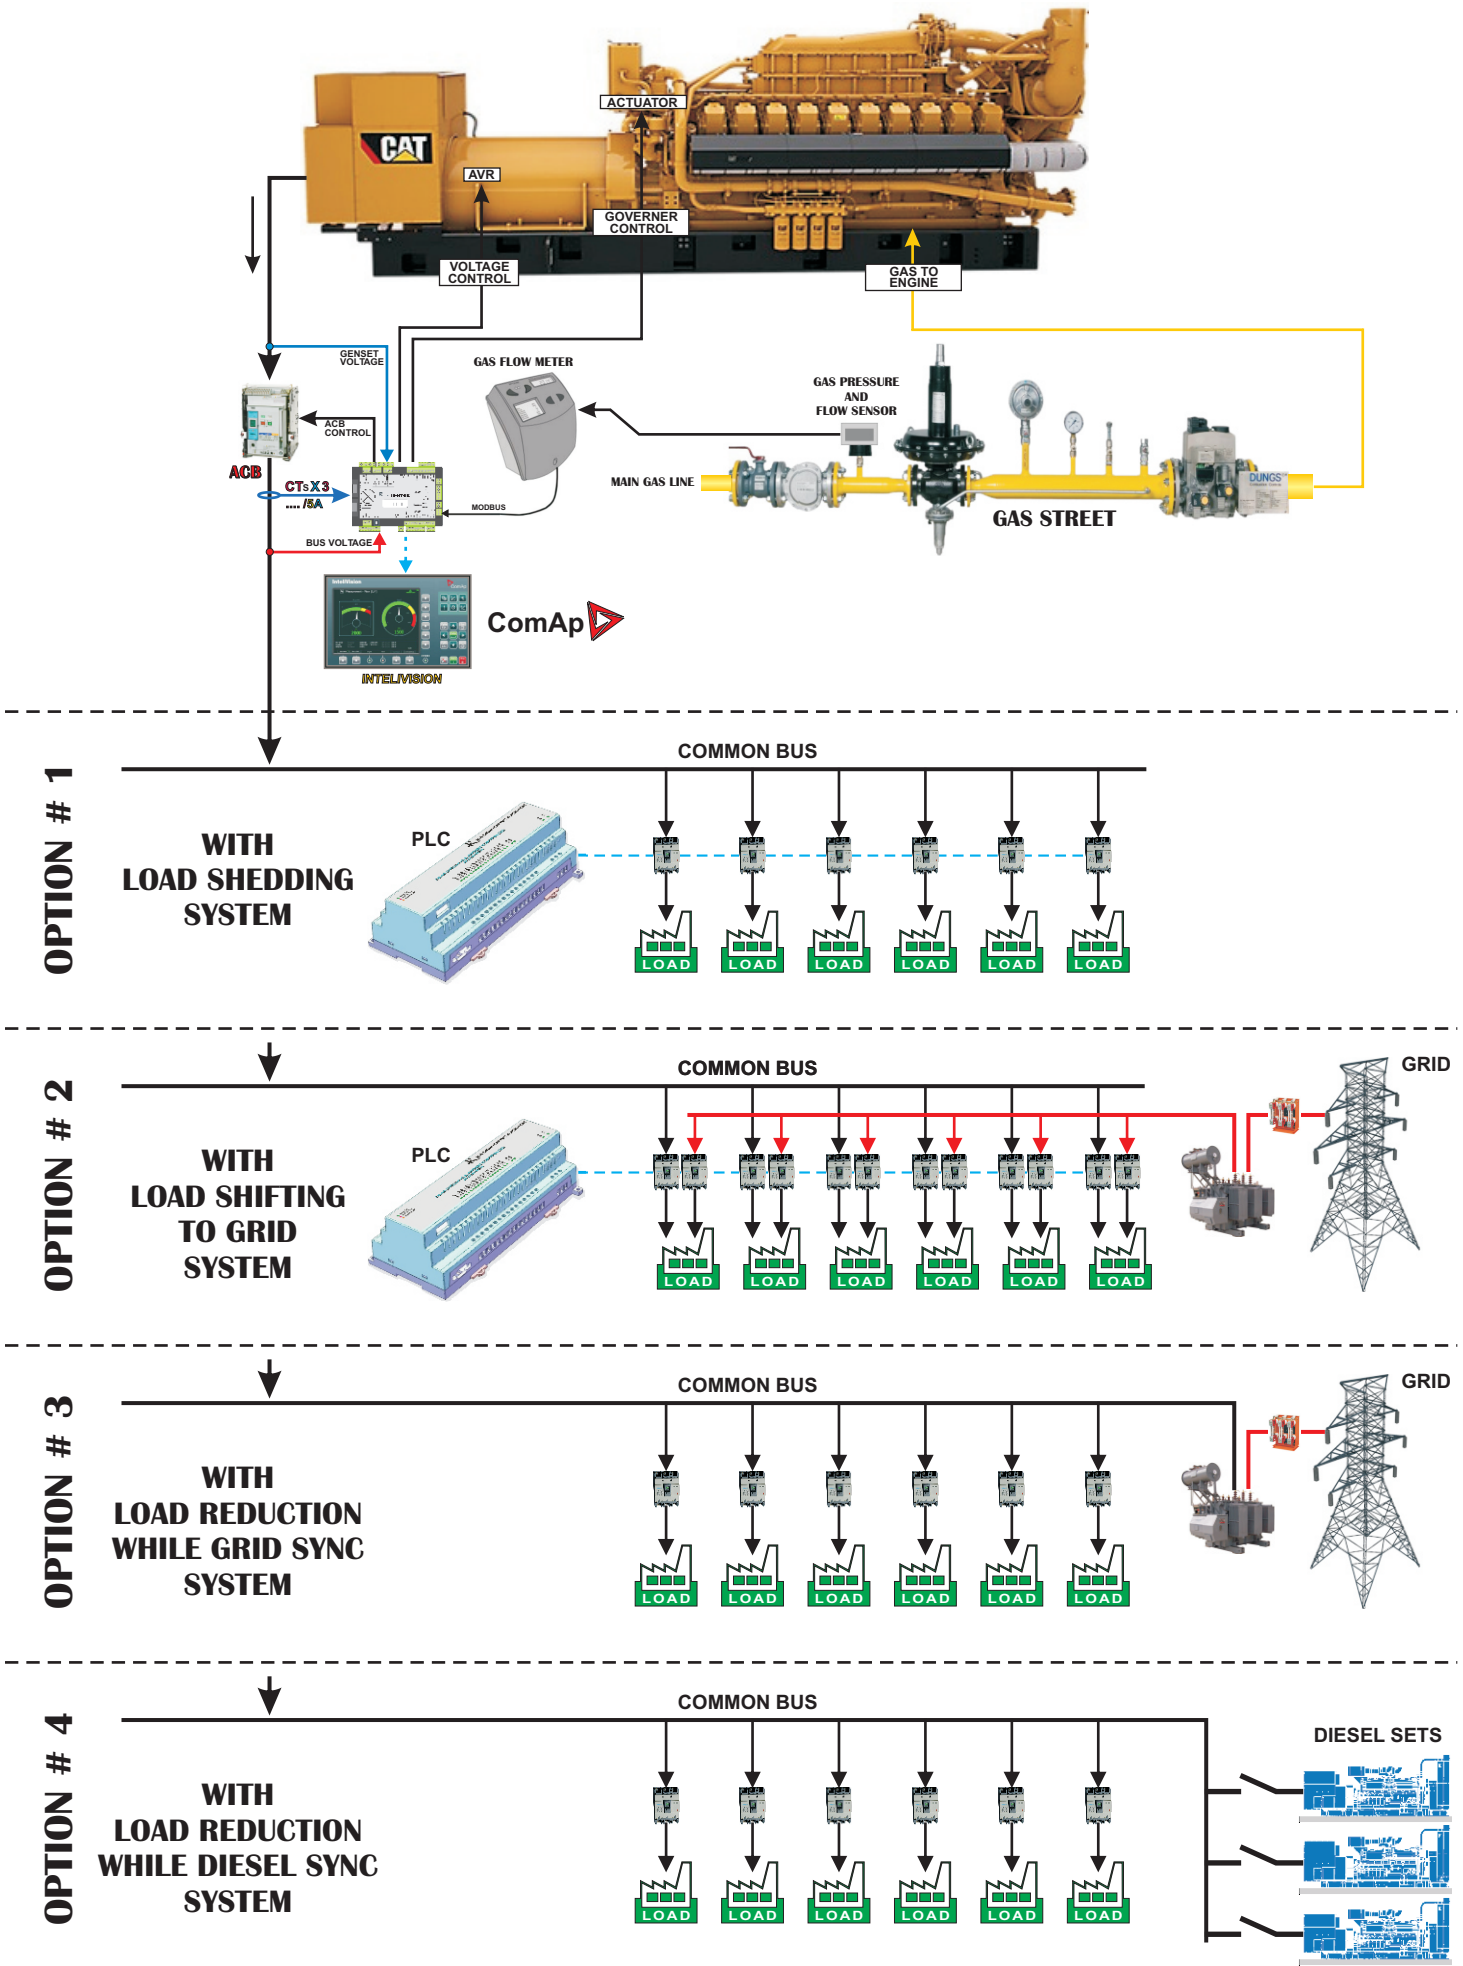 CAT
ACTUATOR
AVR
GOVERNER
CONTROL
VOLTAGE
CONTROL
GAS TO
ENGINE
GENSET
VOLTAGE
GAS FLOW METER
GAS PRESSURE
AND
FLOW SENSOR
ACB
CONTROL
ACB
CTs X 3
.... /5A
MAIN GAS LINE
MODBUS
DUNGS
GAS STREET
BUS VOLTAGE
InteliVision
ComAp
INTELIVISION
OPTION # 1
COMMON BUS
WITH
LOAD SHEDDING
SYSTEM
PLC
LOAD
LOAD
LOAD
LOAD
LOAD
LOAD
OPTION # 2
COMMON BUS
GRID
WITH
LOAD SHIFTING
TO GRID
SYSTEM
PLC
LOAD
LOAD
LOAD
LOAD
LOAD
LOAD
OPTION # 3
COMMON BUS
GRID
WITH
LOAD REDUCTION
WHILE GRID SYNC
SYSTEM
LOAD
LOAD
LOAD
LOAD
LOAD
LOAD
OPTION # 4
COMMON BUS
DIESEL SETS
WITH
LOAD REDUCTION
WHILE DIESEL SYNC
SYSTEM
LOAD
LOAD
LOAD
LOAD
LOAD
LOAD